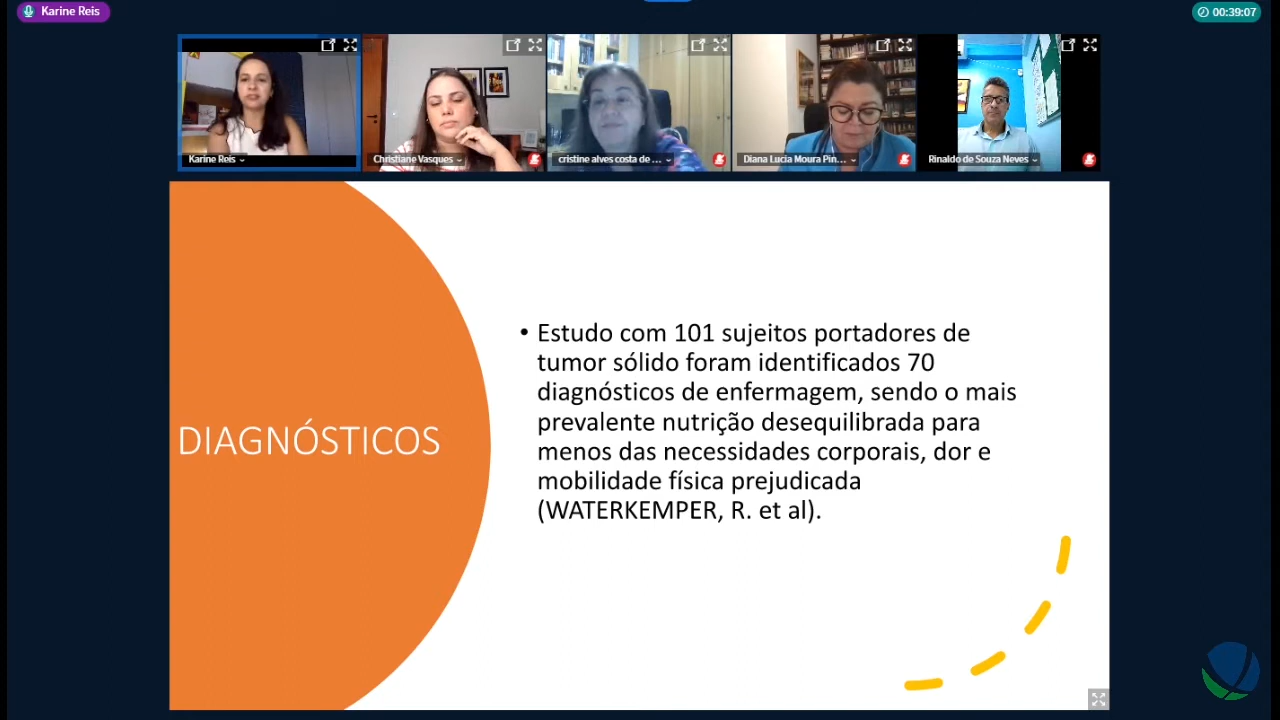 Karine Reis
00:39:07
Karine Reis
Christiane Vasques
cristine alves costa de ...
Diana Lucia Moura Pin...
Rinaldo de Souza Neves
DIAGNÓSTICOS
• Estudo com 101 sujeitos portadores de
tumor sólido foram identificados 70
diagnósticos de enfermagem, sendo o mais
prevalente nutrição desequilibrada para
menos das necessidades corporais, dor e
mobilidade física prejudicada
(WATERKEMPER, R. et al).